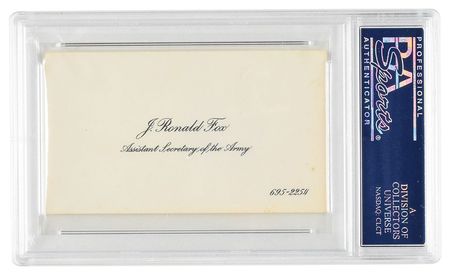 J. Ronald Fox
Assistant Secretary of the Army
695-2254
PSA
Sports
PROFESSIONAL
AUTHENTICATOR
®
A
DIVISION OF
COLLECTORS
UNIVERSE
NASDAQ: CLCT